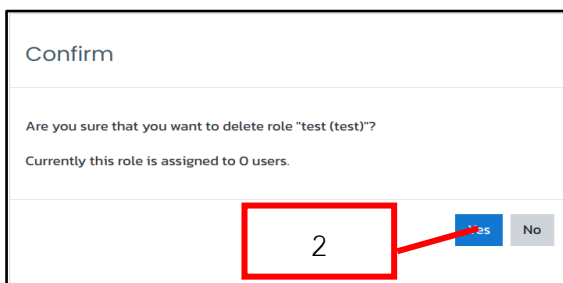 Confirm
Are you sure that you want to delete role "test (test)"?
Currently this role is assigned to 0 users.
Yes No
2